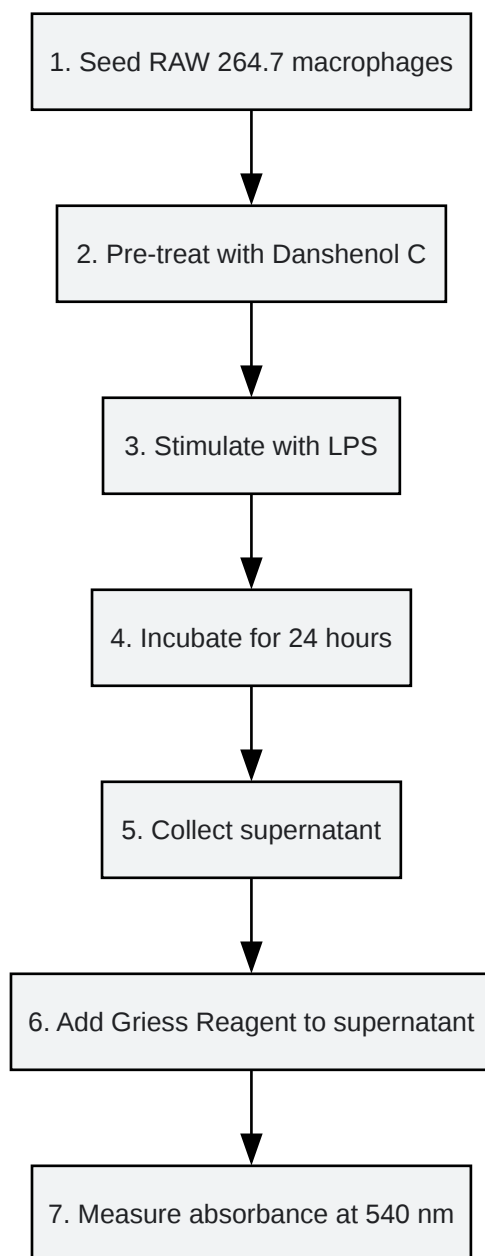 1. Seed RAW 264.7 macrophages
2. Pre-treat with Danshenol C
3. Stimulate with LPS
4. Incubate for 24 hours
5. Collect supernatant
6. Add Griess Reagent to supernatant
7. Measure absorbance at 540 nm